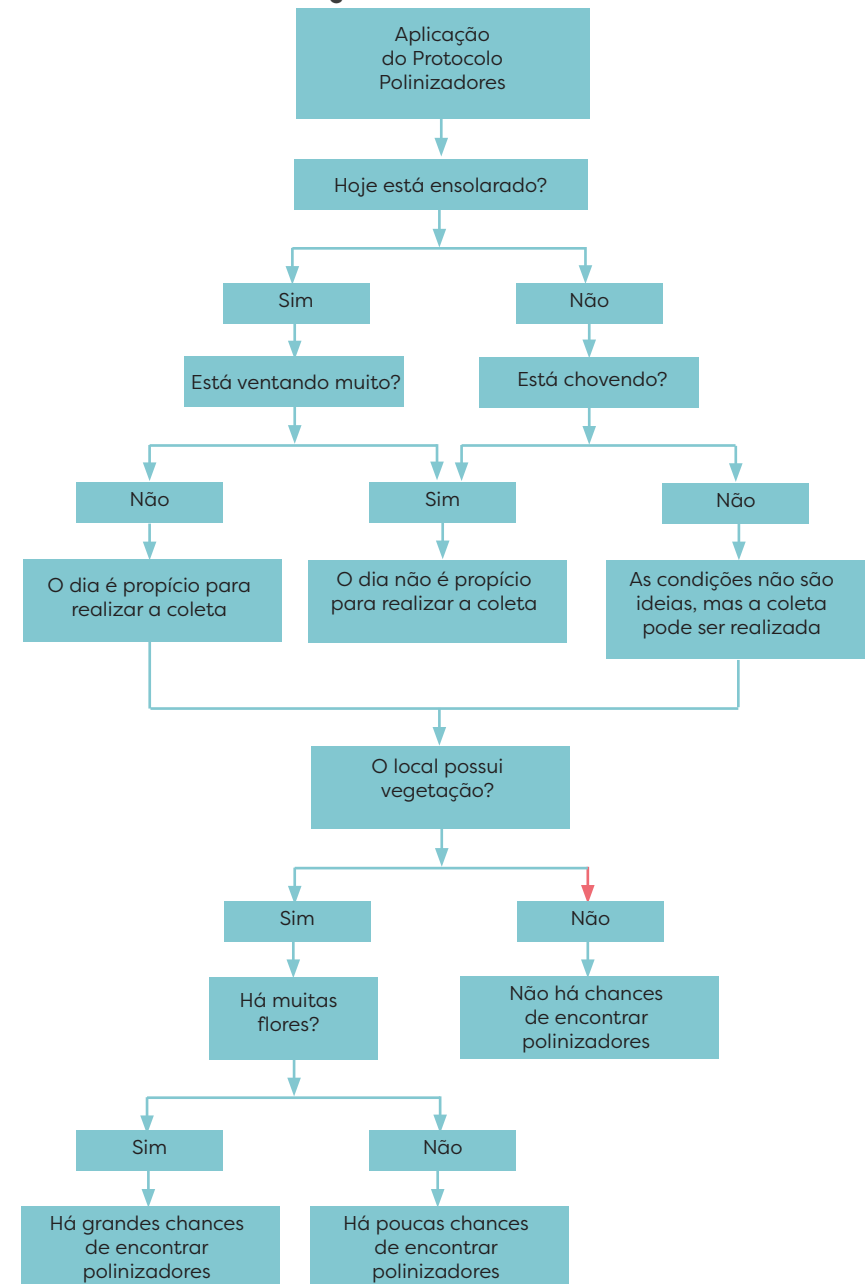 Aplicação
do Protocolo
Polinizadores
Hoje está ensolarado?
Sim
Não
Está ventando muito?
Está chovendo?
Não
Sim
Não
O dia é propício para
realizar a coleta
O dia não é propício
para realizar a coleta
As condições não são
ideias, mas a coleta
pode ser realizada
O local possui
vegetação?
Sim
Não
Há muitas
flores?
Não há chances
de encontrar
polinizadores
Sim
Não
Há grandes chances
de encontrar
polinizadores
Há poucas chances
de encontrar
polinizadores